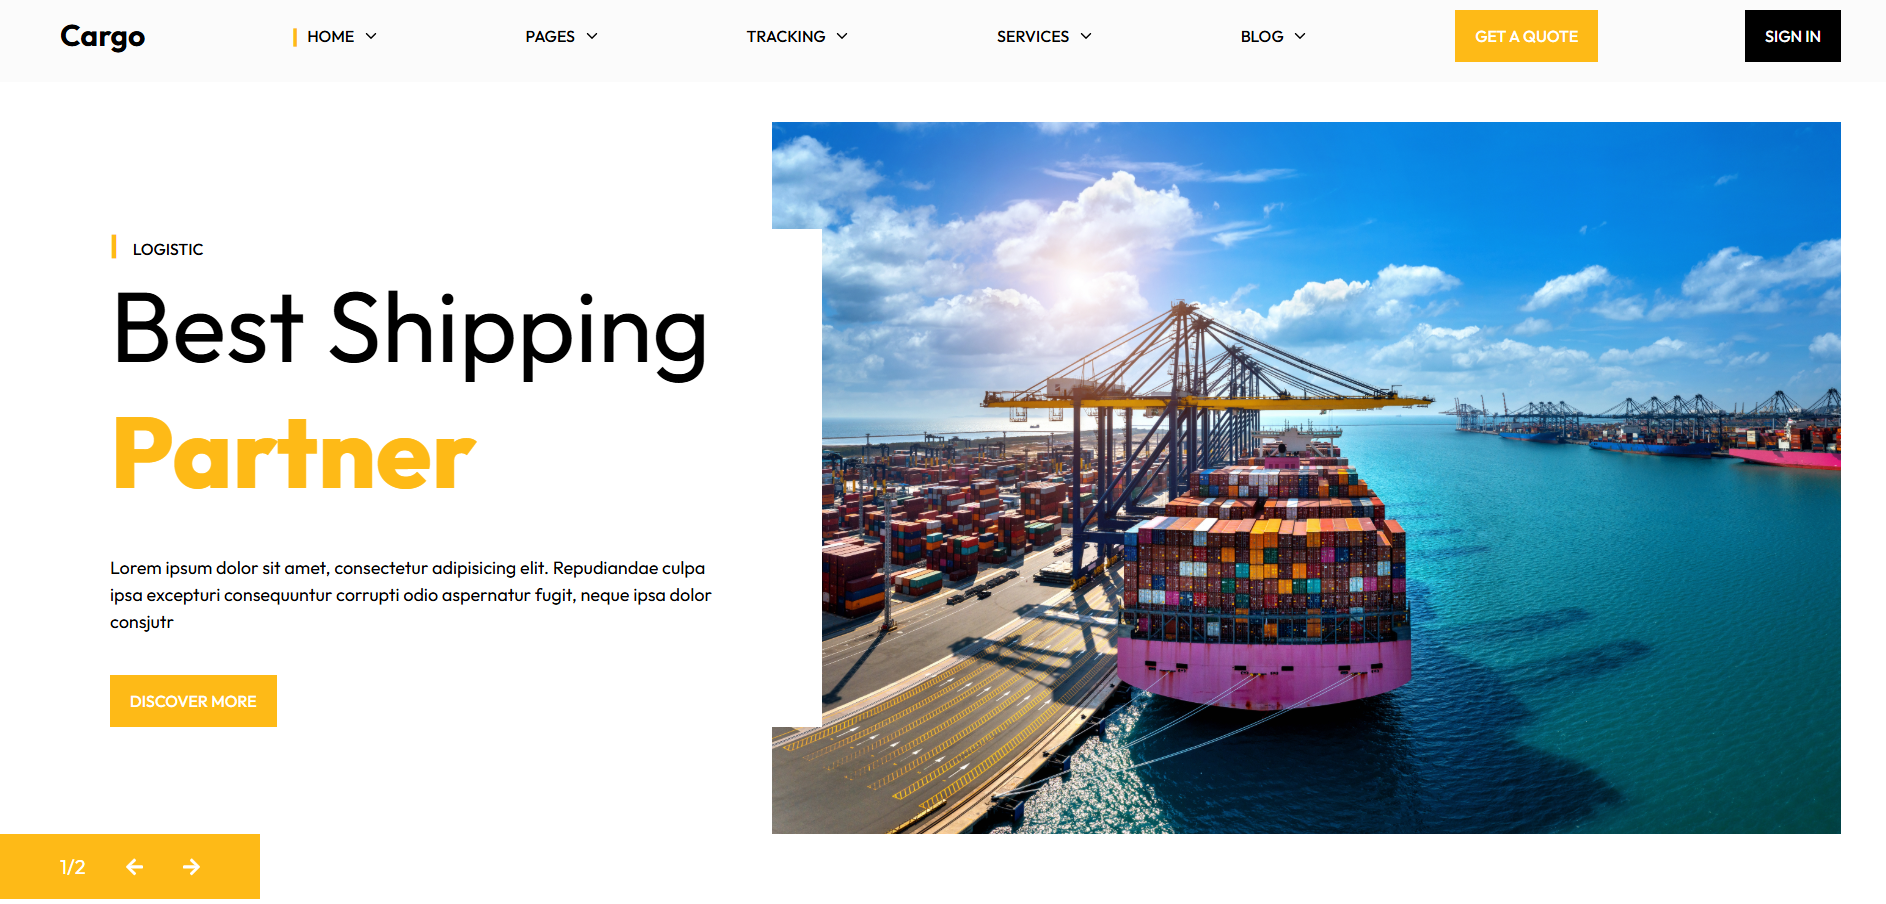 Cargo
HOME
PAGES
TRACKING
SERVICES
BLOG
GET A QUOTE
SIGN IN
LOGISTIC
Best Shipping
Partner
Lorem ipsum dolor sit amet, consectetur adipisicing elit. Repudiandae culpa
ipsa excepturi consequuntur corrupti odio aspernatur fugit, neque ipsa dolor
consjutr
DISCOVER MORE
1/2